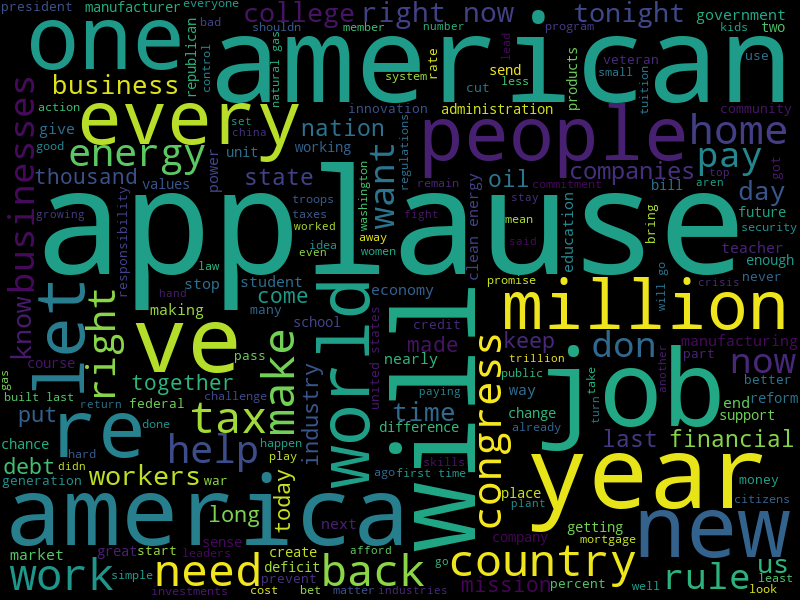 president
manufacturer
everyone
college
right now
tonight
government
bad
shouldn
member
number
program
kids
two
one
american
republican
control
natural gas
business
system
rate
lead
send
less
cut
products
veteran
small
use
tuition
every
action
set
china
innovation
administration
community
people
home
give
nation
regulations
good
energy
unit
working
want
pay
got
thousand
values
power
state
washington
companies
top
oil
remain
commitment
aren
bill
day
businesses
responsibility
applause
growing
troops
taxes
worked
fight
clean energy
stay
mean
said
education
bring
future
security
idea
away
women
even
teacher
enough
law
stop
student
come
economy
promise
will go
crisis
never
let
hand
many
million
know
right
making
ve
school
world
united states
credit
made
will
congress
keep
don
manufacturing
course
pass
make
nearly
trillion
job
part
now
public
another
together
industry
paying
way
take
turn
better
gas
built last
return
federal
challenge
tax
time
change
reform
put
re
done
difference
already
end
support
chance
hard
help
happen
last
financial
debt
didn
workers
war
play
ago
first time
skills
year
generation
today
place
money
america
long
next
plant
citizens
sense
company
getting
new
market
great
start
create
afford
mortgage
leaders
deficit
go
country
us
work
simple
need
prevent
back
mission
percent
well
rule
least
investments
cost
bet
matter
industries
look